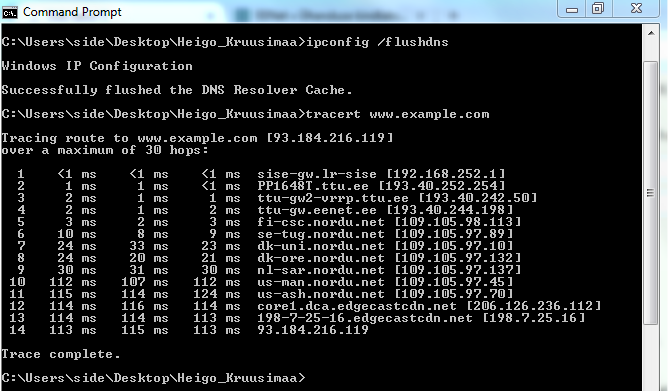 Command Prompt
C:\Users\side\Desktop\Heigo_Kruusimaa>ipconfig /flushdns
Windows IP Configuration
Successfully flushed the DNS Resolver Cache.
C:\Users\side\Desktop\Heigo_Kruusimaa>tracert www.example.com
Tracing route to www.example.com [93.184.216.119]
over a maximum of 30 hops:
1 <1 ms <1 ms <1 ms sise-gw.lr-sise [192.168.252.1]
2 1 ms 1 ms <1 ms PP1648T.ttu.ee [193.40.252.254]
3 2 ms 1 ms 1 ms ttu-gw2-vrrp.ttu.ee [193.40.242.50]
4 2 ms 1 ms 2 ms ttu-gw.eenet.ee [193.40.244.198]
5 3 ms 2 ms 3 ms fi-csc.nordu.net [109.105.98.113]
6 10 ms 8 ms 9 ms se-tug.nordu.net [109.105.97.89]
7 24 ms 33 ms 23 ms dk-uni.nordu.net [109.105.97.10]
8 24 ms 20 ms 21 ms dk-ore.nordu.net [109.105.97.132]
9 30 ms 31 ms 30 ms nl-sar.nordu.net [109.105.97.137]
10 112 ms 107 ms 112 ms us-man.nordu.net [109.105.97.45]
11 115 ms 114 ms 124 ms us-ash.nordu.net [109.105.97.70]
12 114 ms 116 ms 114 ms core1.dca.edgecastcdn.net [206.126.236.112]
13 114 ms 114 ms 113 ms 198-7-25-16.edgecastcdn.net [198.7.25.16]
14 113 ms 115 ms 113 ms 93.184.216.119
Trace complete.
C:\Users\side\Desktop\Heigo_Kruusimaa>